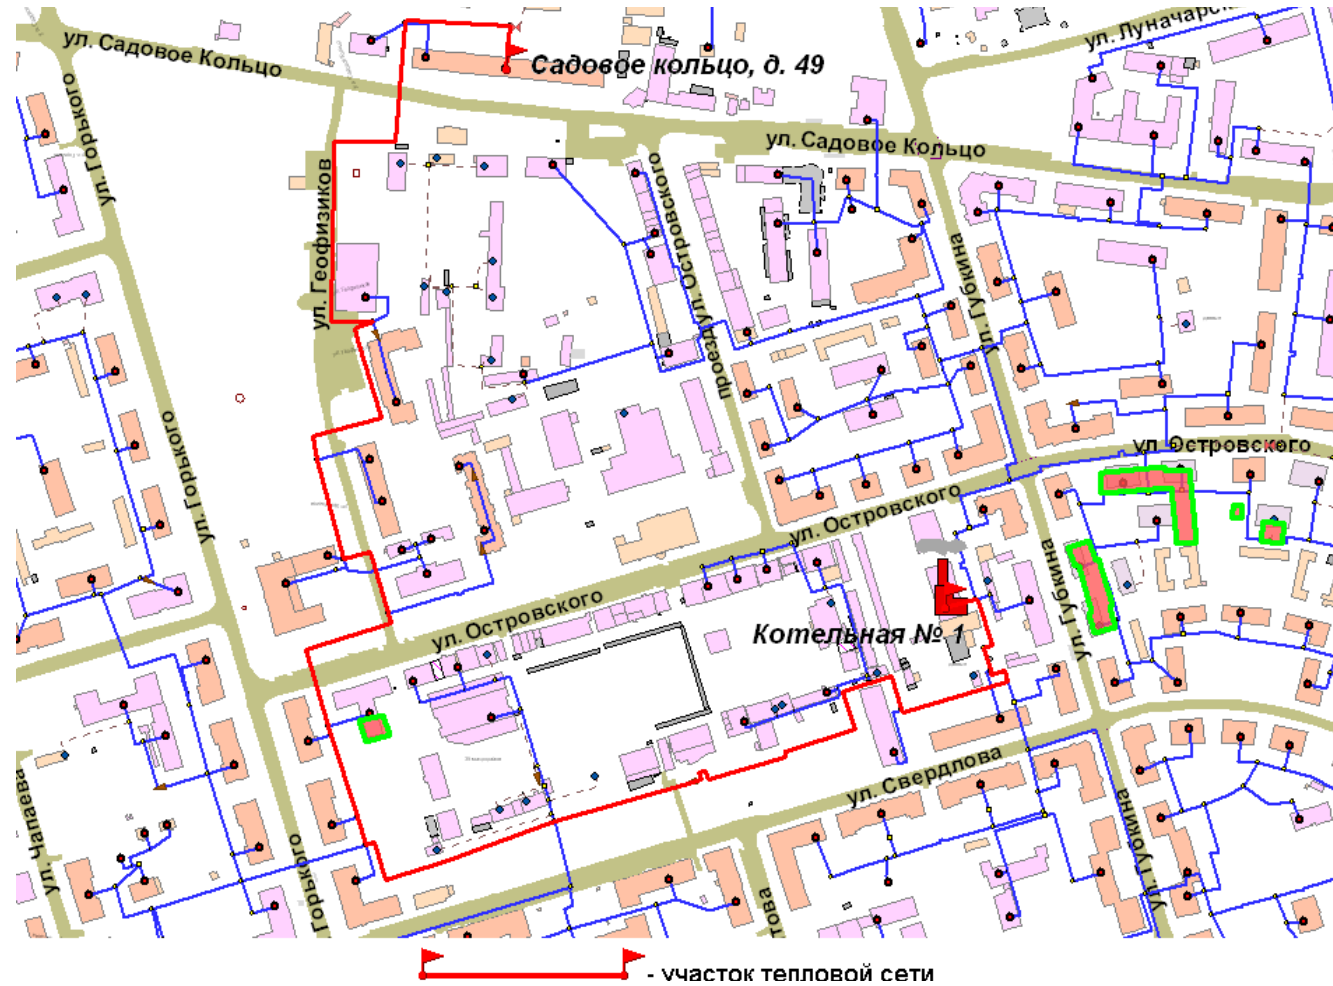 ул. Луначарс
ул. Садовое Кольцо
Садовое кольцо, д. 49
ул. Горького
ул. Садовое Кольцо
ул. Геофизиков
проезду п. Островского
ул. Губкина
ул. Горького
ул. Островского
ул. Островского
ул. Губкина
ул. Островского
Котельная № 1
ул. Свердлова
ул. Чапаева
Горького
ул. Губкина
това
- участок тепловой сети